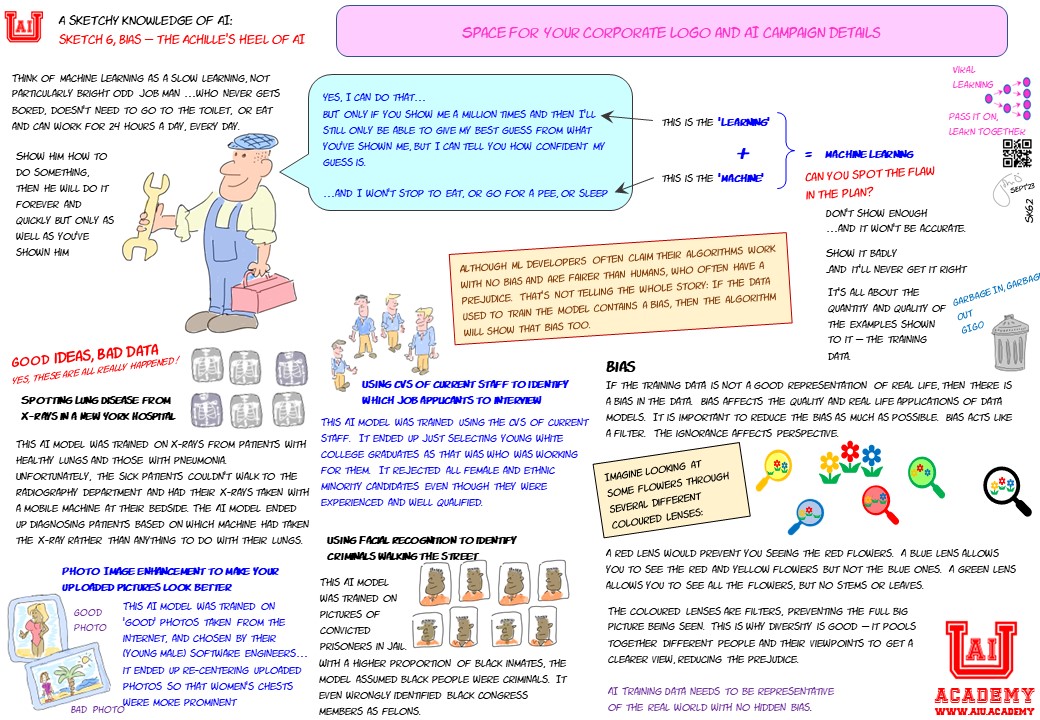 AI
A SKETCHY KNOWLEDGE OF AI:
SKETCH 6, BIAS – THE ACHILLE'S HEEL OF AI
SPACE FOR YOUR CORPORATE LOGO AND AI CAMPAIGN DETAILS
THINK OF MACHINE LEARNING AS A SLOW LEARNING, NOT
PARTICULARLY BRIGHT ODD JOB MAN ...WHO NEVER GETS
BORED, DOESN'T NEED TO GO TO THE TOILET, OR EAT
AND CAN WORK FOR 24 HOURS A DAY, EVERY DAY.
SHOW HIM HOW TO
DO SOMETHING,
THEN HE WILL DO IT
FOREVER AND
QUICKLY BUT ONLY AS
WELL AS YOU'VE
SHOWN HIM
YES, I CAN DO THAT...
BUT ONLY IF YOU SHOW ME A MILLION TIMES AND THEN I'LL
STILL ONLY BE ABLE TO GIVE MY BEST GUESS FROM WHAT
YOU'VE SHOWN ME, BUT I CAN TELL YOU HOW CONFIDENT MY
GUESS IS.
...AND I WON'T STOP TO EAT, OR GO FOR A PEE, OR SLEEP
THIS IS THE 'LEARNING'
+
THIS IS THE 'MACHINE'
= MACHINE LEARNING
CAN YOU SPOT THE FLAW
IN THE PLAN?
DON'T SHOW ENOUGH
...AND IT WON'T BE ACCURATE.
SHOW IT BADLY
...AND IT'LL NEVER GET IT RIGHT
IT'S ALL ABOUT THE
QUANTITY AND QUALITY OF
THE EXAMPLES SHOWN
TO IT – THE TRAINING
DATA.
VIRAL
LEARNING
PASS IT ON,
LEARN TOGETHER
SEPT'23
SK6.2
GARBAGE IN, GARBAGE
OUT
GIGO
ALTHOUGH ML DEVELOPERS OFTEN CLAIM THEIR ALGORITHMS WORK
WITH NO BIAS AND ARE FAIRER THAN HUMANS, WHO OFTEN HAVE A
PREJUDICE. THAT'S NOT TELLING THE WHOLE STORY: IF THE DATA
USED TO TRAIN THE MODEL CONTAINS A BIAS, THEN THE ALGORITHM
WILL SHOW THAT BIAS TOO.
GOOD IDEAS, BAD DATA
YES, THESE ARE ALL REALLY HAPPENED!
SPOTTING LUNG DISEASE FROM
X-RAYS IN A NEW YORK HOSPITAL
THIS AI MODEL WAS TRAINED ON X-RAYS FROM PATIENTS WITH
HEALTHY LUNGS AND THOSE WITH PNEUMONIA.
UNFORTUNATELY, THE SICK PATIENTS COULDN'T WALK TO THE
RADIOGRAPHY DEPARTMENT AND HAD THEIR X-RAYS TAKEN WITH
A MOBILE MACHINE AT THEIR BEDSIDE. THE AI MODEL ENDED
UP DIAGNOSING PATIENTS BASED ON WHICH MACHINE HAD TAKEN
THE X-RAY RATHER THAN ANYTHING TO DO WITH THEIR LUNGS.
PHOTO IMAGE ENHANCEMENT TO MAKE YOUR
UPLOADED PICTURES LOOK BETTER
GOOD
PHOTO
BAD PHOTO
THIS AI MODEL WAS TRAINED ON
'GOOD' PHOTOS TAKEN FROM THE
INTERNET, AND CHOSEN BY THEIR
(YOUNG MALE) SOFTWARE ENGINEERS...
IT ENDED UP RE-CENTERING UPLOADED
PHOTOS SO THAT WOMEN'S CHESTS
WERE MORE PROMINENT
USING CVS OF CURRENT STAFF TO IDENTIFY
WHICH JOB APPLICANTS TO INTERVIEW
THIS AI MODEL WAS TRAINED USING THE CVS OF CURRENT
STAFF. IT ENDED UP JUST SELECTING YOUNG WHITE
COLLEGE GRADUATES AS THAT WAS WHO WAS WORKING
FOR THEM. IT REJECTED ALL FEMALE AND ETHNIC
MINORITY CANDIDATES EVEN THOUGH THEY WERE
EXPERIENCED AND WELL QUALIFIED.
USING FACIAL RECOGNITION TO IDENTIFY
CRIMINALS WALKING THE STREET
THIS AI MODEL
WAS TRAINED ON
PICTURES OF
CONVICTED
PRISONERS IN JAIL.
WITH A HIGHER PROPORTION OF BLACK INMATES, THE
MODEL ASSUMED BLACK PEOPLE WERE CRIMINALS. IT
EVEN WRONGLY IDENTIFIED BLACK CONGRESS
MEMBERS AS FELONS.
BIAS
IF THE TRAINING DATA IS NOT A GOOD REPRESENTATION OF REAL LIFE, THEN THERE IS
A BIAS IN THE DATA. BIAS AFFECTS THE QUALITY AND REAL LIFE APPLICATIONS OF DATA
MODELS. IT IS IMPORTANT TO REDUCE THE BIAS AS MUCH AS POSSIBLE. BIAS ACTS LIKE
A FILTER. THE IGNORANCE AFFECTS PERSPECTIVE.
IMAGINE LOOKING AT
SOME FLOWERS THROUGH
SEVERAL DIFFERENT
COLOURED LENSES:
A RED LENS WOULD PREVENT YOU SEEING THE RED FLOWERS. A BLUE LENS ALLOWS
YOU TO SEE THE RED AND YELLOW FLOWERS BUT NOT THE BLUE ONES. A GREEN LENS
ALLOWS YOU TO SEE ALL THE FLOWERS, BUT NO STEMS OR LEAVES.
THE COLOURED LENSES ARE FILTERS, PREVENTING THE FULL BIG
PICTURE BEING SEEN. THIS IS WHY DIVERSITY IS GOOD – IT POOLS
TOGETHER DIFFERENT PEOPLE AND THEIR VIEWPOINTS TO GET A
CLEARER VIEW, REDUCING THE PREJUDICE.
AI TRAINING DATA NEEDS TO BE REPRESENTATIVE
OF THE REAL WORLD WITH NO HIDDEN BIAS.
AI
ACADEMY
WWW.AIU.ACADEMY